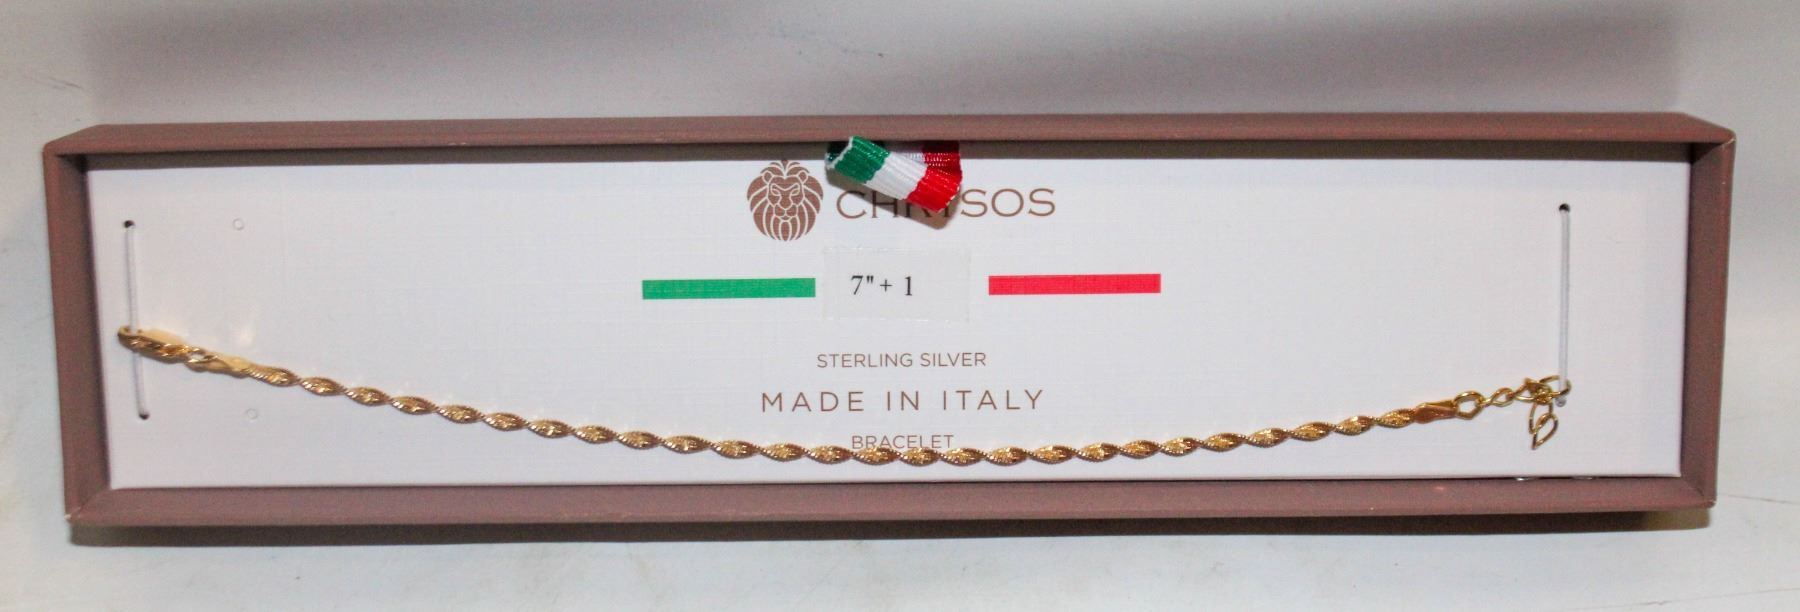 CHRYSOS
7"+ 1
STERLING SILVER
MADE IN ITALY
BRACELET